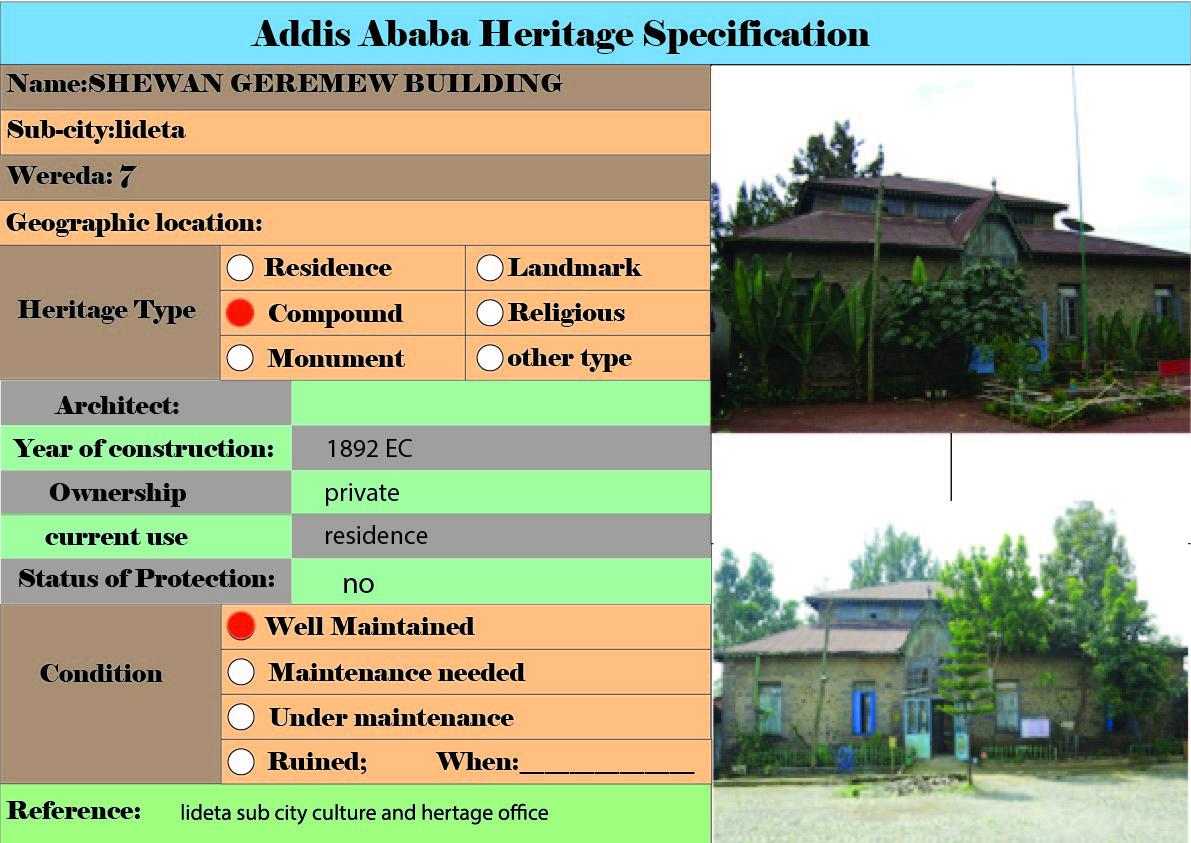 Addis Ababa Heritage Specification
Name:SHEWAN GEREMEW BUILDING
Sub-city:lideta
Wereda: 7
Geographic location:
Heritage Type
Residence
Landmark
Compound
Religious
Monument
other type
Architect:
Year of construction: 1892 EC
Ownership private
current use residence
Status of Protection: no
Condition
Well Maintained
Maintenance needed
Under maintenance
Ruined; When:______________
Reference: lideta sub city culture and hertage office